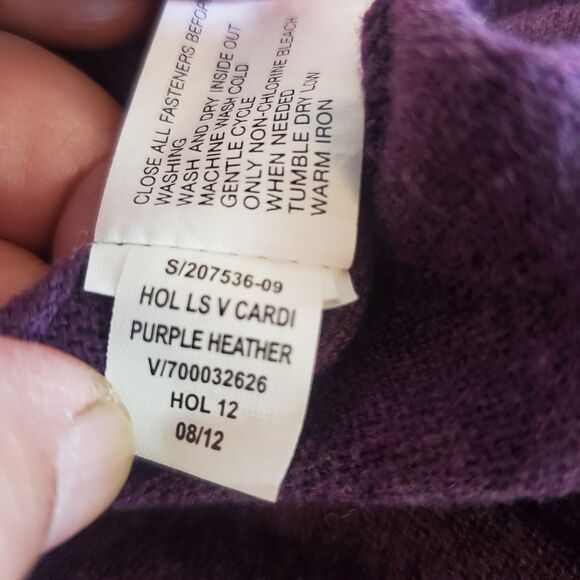 CLOSE ALL FASTENERS BEFORE
WASHING
WASH AND DRY INSIDE OUT
MACHINE WASH COLD
GENTLE CYCLE
ONLY NON-CHLORINE BLEACH
WHEN NEEDED
TUMBLE DRY LOW
WARM IRON
S/207536-09
HOL LS V CARDI
PURPLE HEATHER
V/700032626
HOL 12
08/12